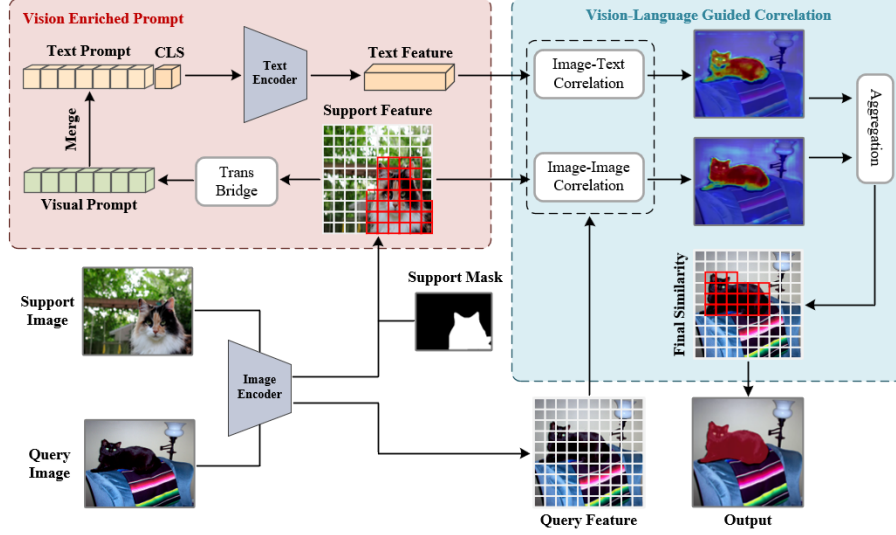 Vision Enriched Prompt
Vision-Language Guided Correlation
Text Prompt
CLS
Text
Encoder
Text Feature
Image-Text
Correlation
Aggregation
Merge
Support Feature
Trans
Bridge
Visual Prompt
Image-Image
Correlation
Support
Image
Support Mask
Final Similarity
Image
Encoder
Query
Image
Query Feature
Output